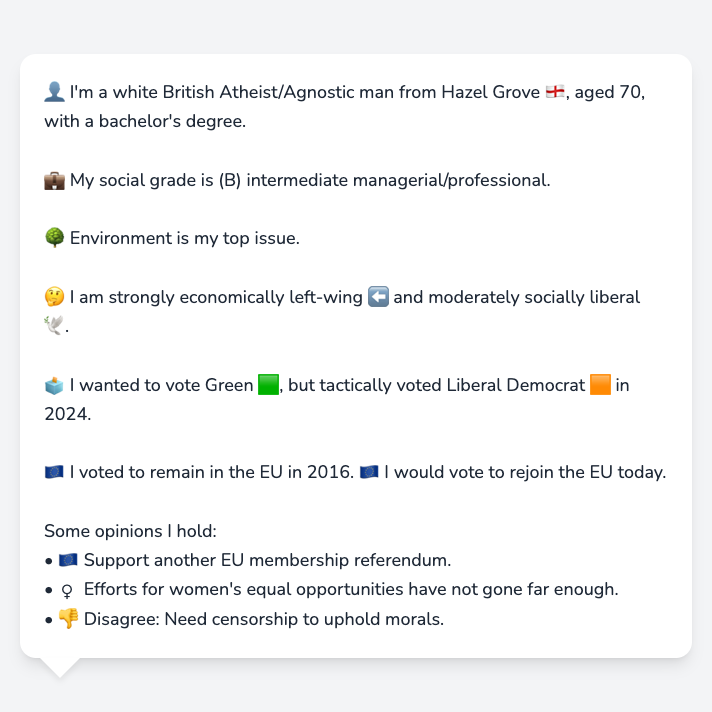 👤 I'm a white British Atheist/Agnostic man from Hazel Grove 🏴󠁧󠁢󠁥󠁮󠁧󠁿, aged 70,
with a bachelor's degree.
💼 My social grade is (B) intermediate managerial/professional.
🌳 Environment is my top issue.
🤔 I am strongly economically left-wing ⬅️ and moderately socially liberal
🕊️.
🗳️ I wanted to vote Green 🟩, but tactically voted Liberal Democrat 🟧 in
2024.
🇪🇺 I voted to remain in the EU in 2016. 🇪🇺 I would vote to rejoin the EU today.
Some opinions I hold:
• 🇪🇺 Support another EU membership referendum.
• ♀ Efforts for women's equal opportunities have not gone far enough.
• 👎 Disagree: Need censorship to uphold morals.